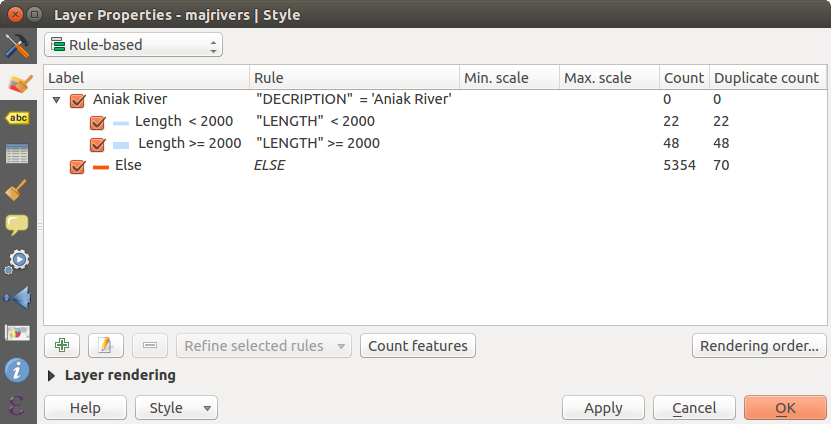 Layer Properties - majrivers | Style
Rule-based
Label Rule Min. scale Max. scale Count Duplicate count
Aniak River "DECRIPTION" = 'Aniak River' 0 0
Length < 2000 "LENGTH" < 2000 22 22
Length >= 2000 "LENGTH" >= 2000 48 48
Else ELSE 5354 70
abc
Refine selected rules Count features Rendering order...
Layer rendering
Help Style Apply Cancel OK